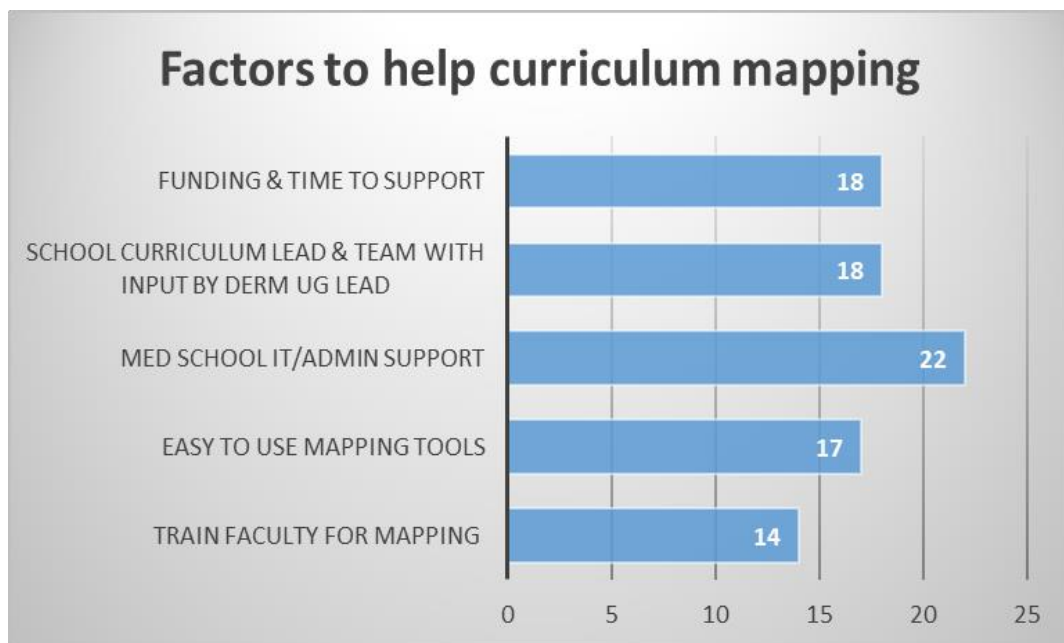 Factors to help curriculum mapping
FUNDING & TIME TO SUPPORT
18
SCHOOL CURRICULUM LEAD & TEAM WITH
INPUT BY DERM UG LEAD
18
MED SCHOOL IT/ADMIN SUPPORT
22
EASY TO USE MAPPING TOOLS
17
TRAIN FACULTY FOR MAPPING
14
0 5 10 15 20 25